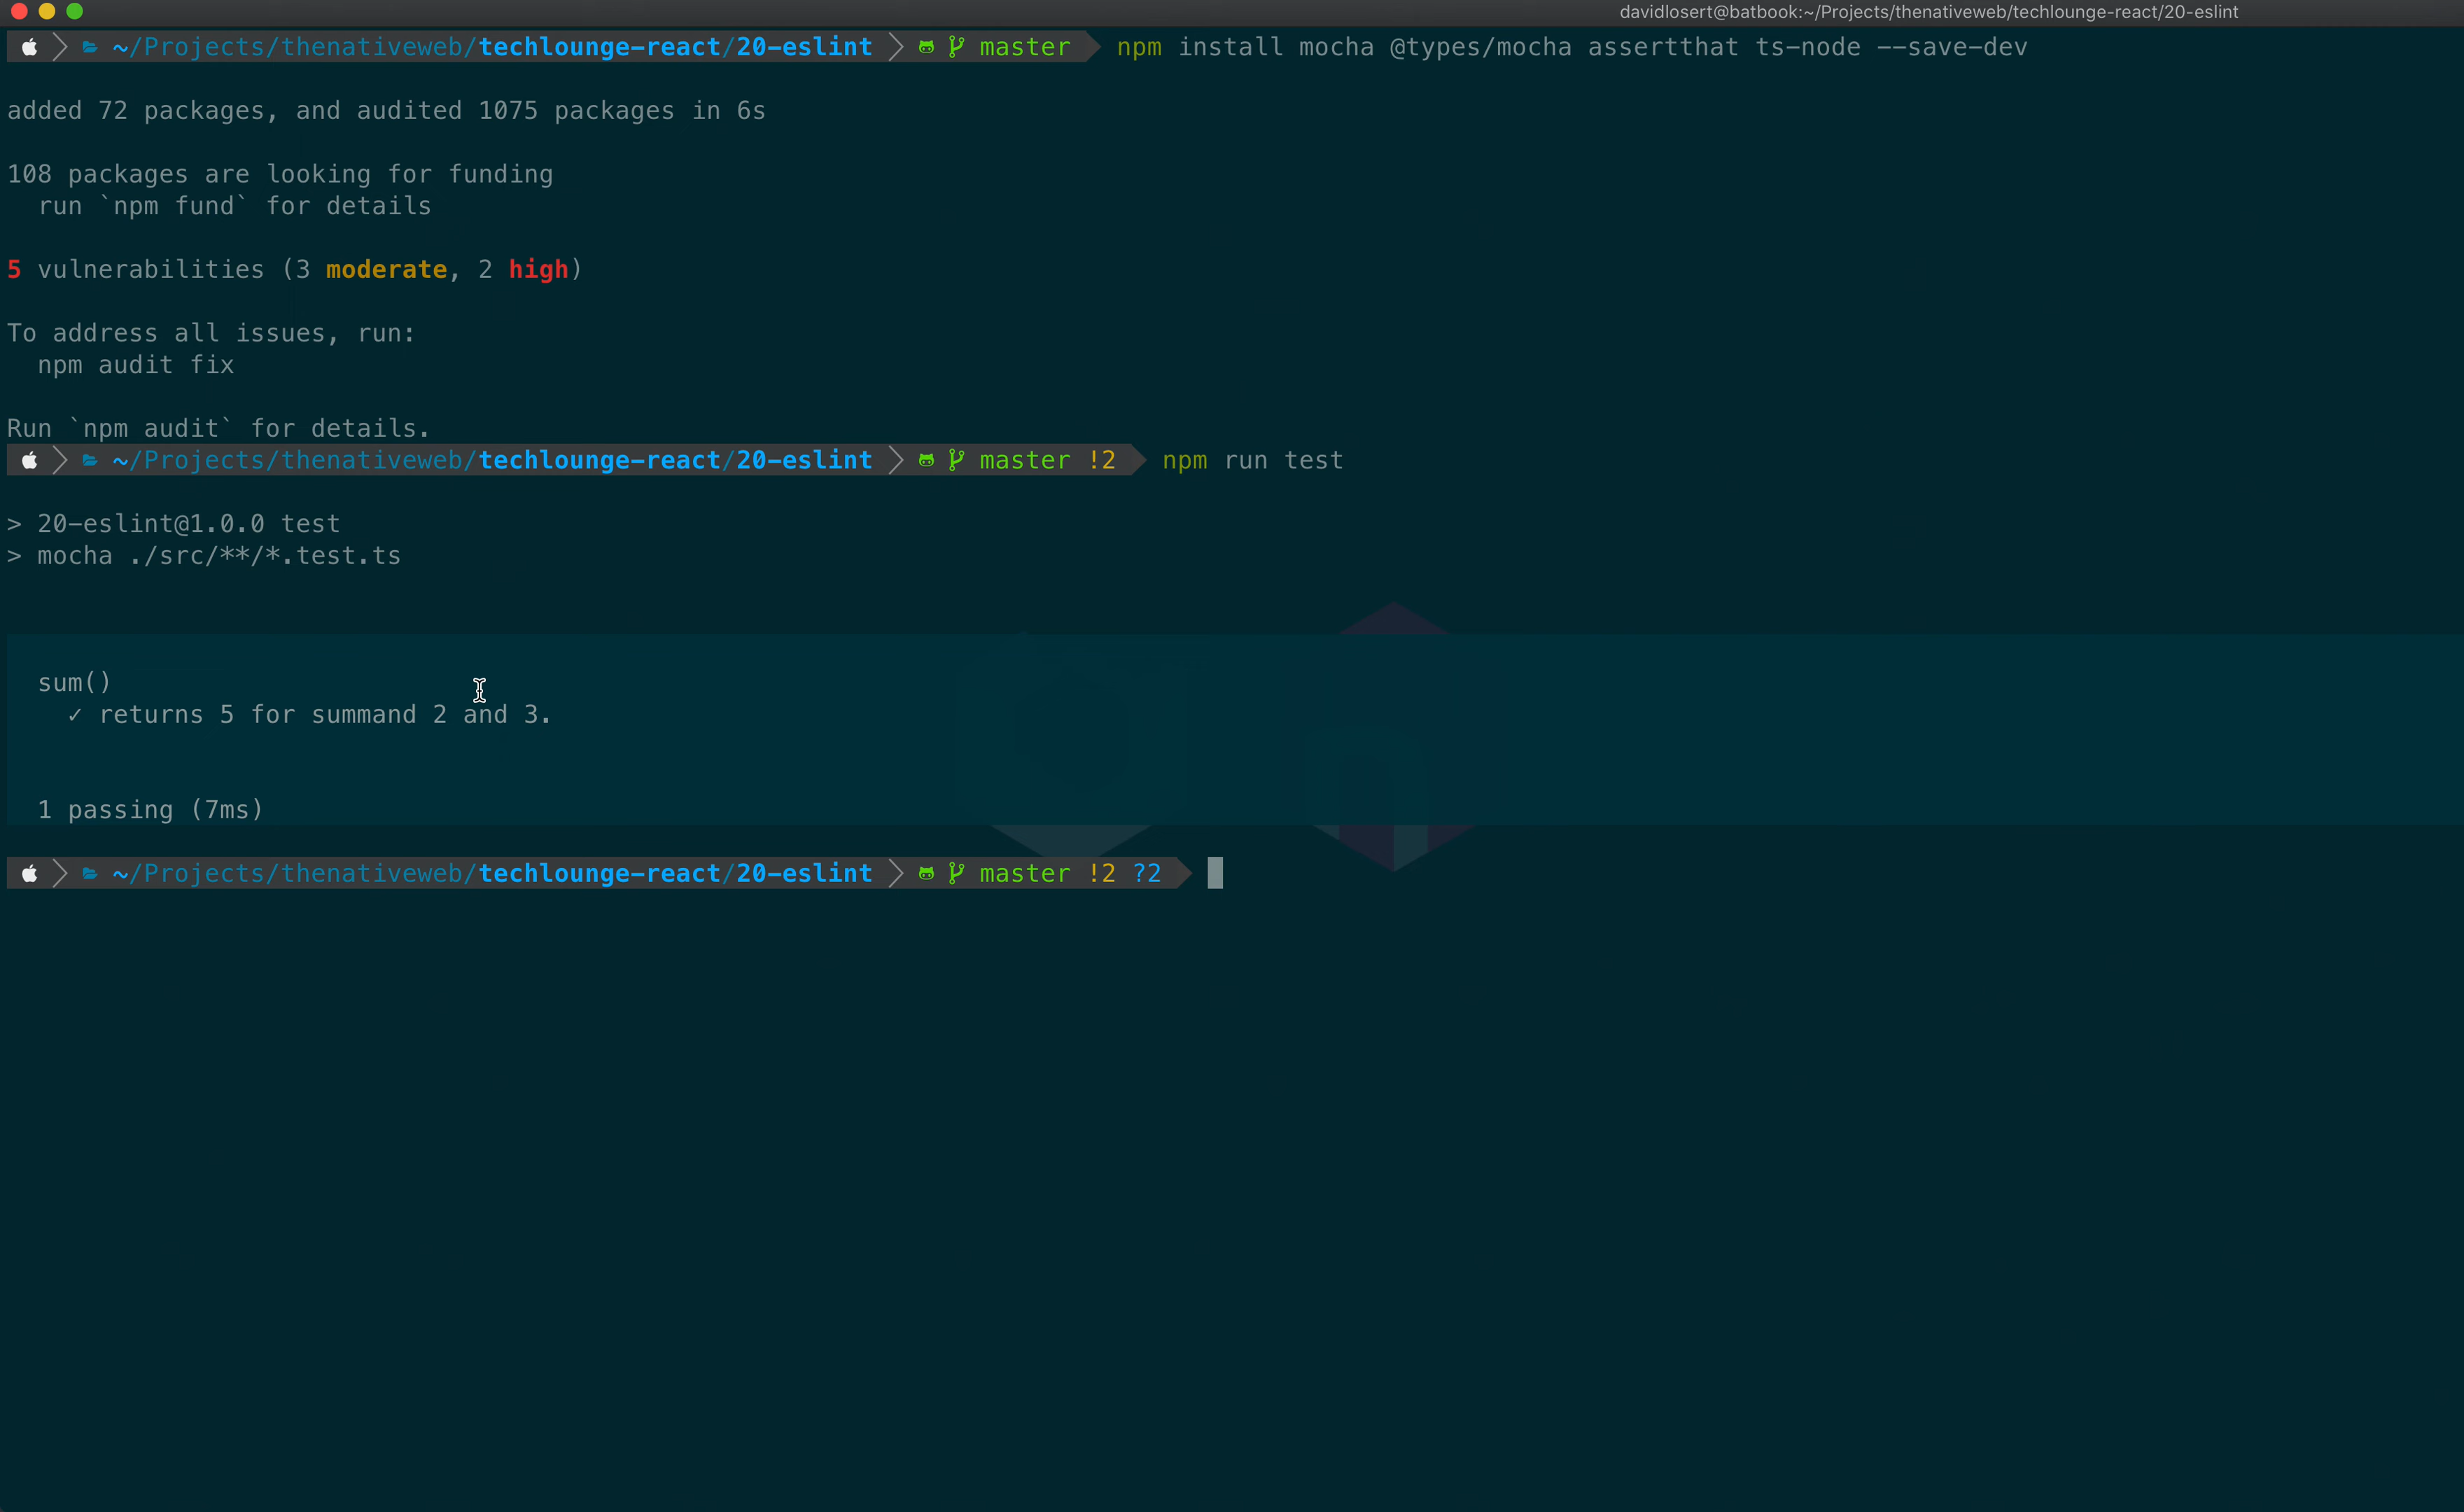 davidlosert@batbook:~/Projects/thenativeweb/techlounge-react/20-eslint
~/Projects/thenativeweb/techlounge-react/20-eslint master npm install mocha @types/mocha assertthat ts-node --save-dev
added 72 packages, and audited 1075 packages in 6s
108 packages are looking for funding
run `npm fund` for details
5 vulnerabilities (3 moderate, 2 high)
To address all issues, run:
npm audit fix
Run `npm audit` for details.
~/Projects/thenativeweb/techlounge-react/20-eslint master !2 npm run test
> 20-eslint@1.0.0 test
> mocha ./src/**/*.test.ts
sum()
✓ returns 5 for summand 2 and 3.
1 passing (7ms)
~/Projects/thenativeweb/techlounge-react/20-eslint master !2 ?2